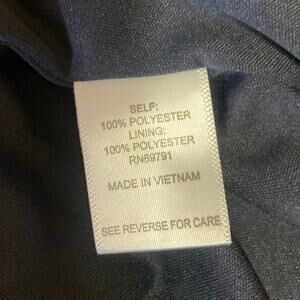 SELF:
100% POLYESTER
LINING:
100% POLYESTER
RN69791
MADE IN VIETNAM
SEE REVERSE FOR CARE